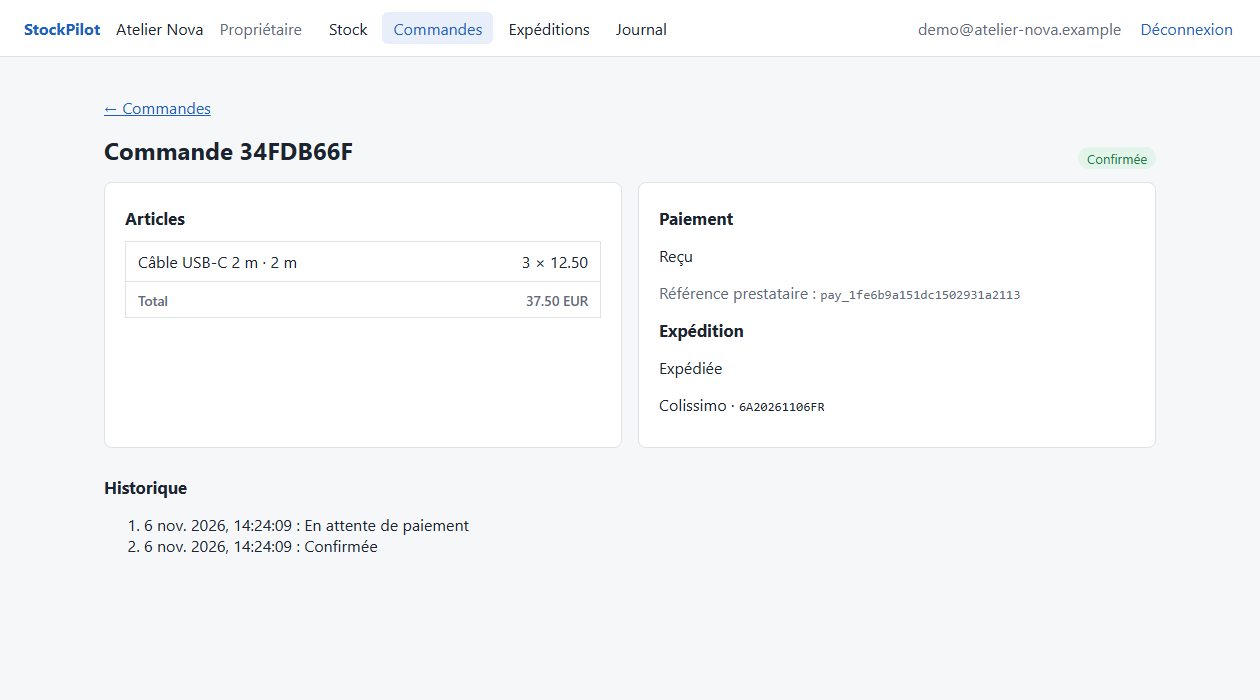 StockPilot Atelier Nova Propriétaire Stock Commandes Expéditions Journal demo@atelier-nova.example Déconnexion
← Commandes
Commande 34FDB66F
Confirmée
Articles
Câble USB-C 2 m · 2 m 3 × 12.50
Total 37.50 EUR
Paiement
Reçu
Référence prestataire : pay_1fe6b9a151dc1502931a2113
Expédition
Expédiée
Colissimo · 6A20261106FR
Historique
1. 6 nov. 2026, 14:24:09 : En attente de paiement
2. 6 nov. 2026, 14:24:09 : Confirmée